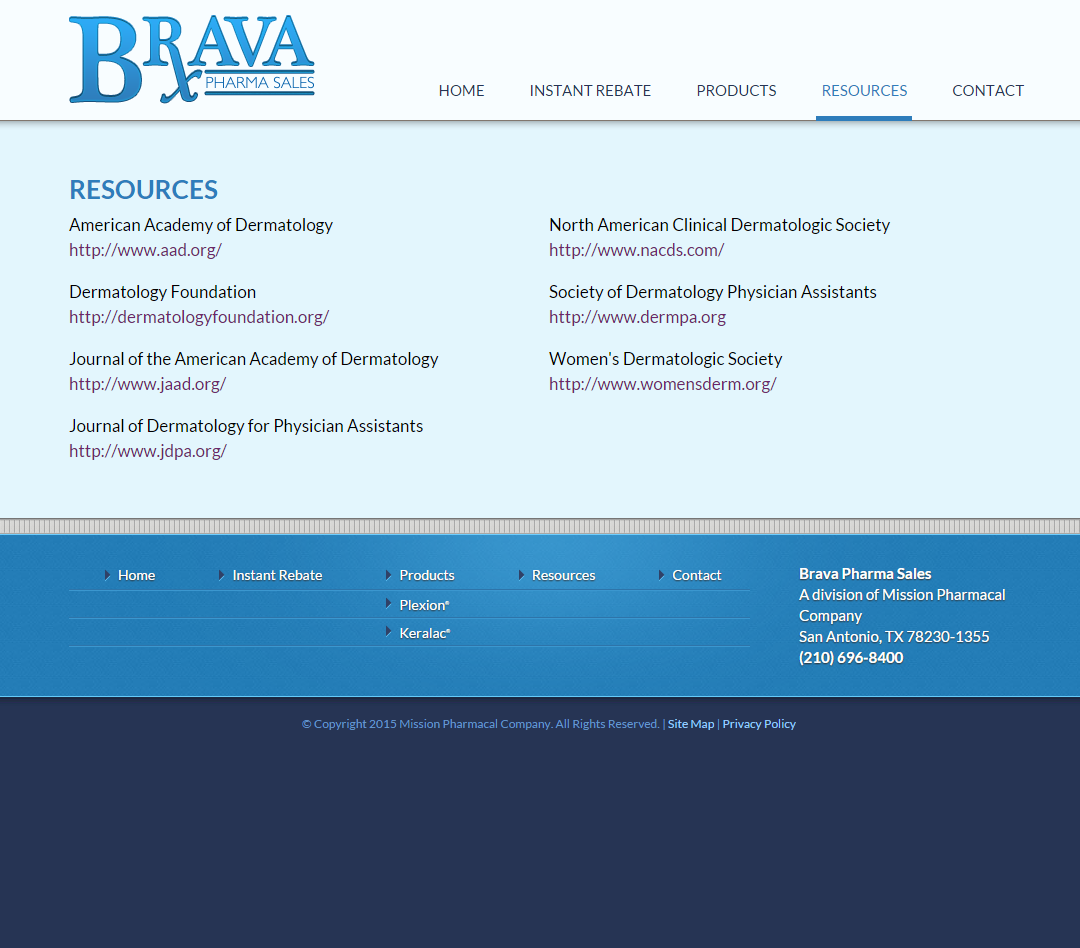 BRAVA
PHARMA SALES
HOME INSTANT REBATE PRODUCTS RESOURCES CONTACT
RESOURCES
American Academy of Dermatology
http://www.aad.org/
Dermatology Foundation
http://dermatologyfoundation.org/
Journal of the American Academy of Dermatology
http://www.jaad.org/
Journal of Dermatology for Physician Assistants
http://www.jdpa.org/
North American Clinical Dermatologic Society
http://www.nacds.com/
Society of Dermatology Physician Assistants
http://www.dermpa.org
Women's Dermatologic Society
http://www.womensderm.org/
Home Instant Rebate Products Resources Contact
Plexion®
Keralac®
Brava Pharma Sales
A division of Mission Pharmacal
Company
San Antonio, TX 78230-1355
(210) 696-8400
© Copyright 2015 Mission Pharmacal Company. All Rights Reserved. | Site Map | Privacy Policy